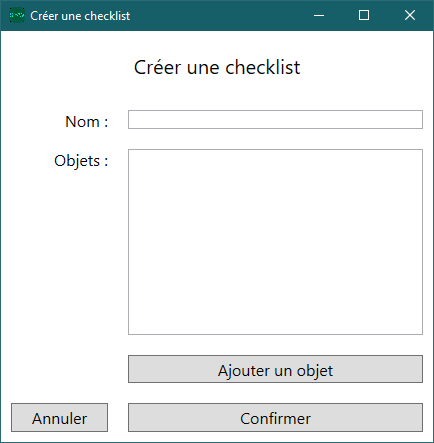 Créer une checklist
Créer une checklist
Nom :
Objets :
Ajouter un objet
Annuler
Confirmer